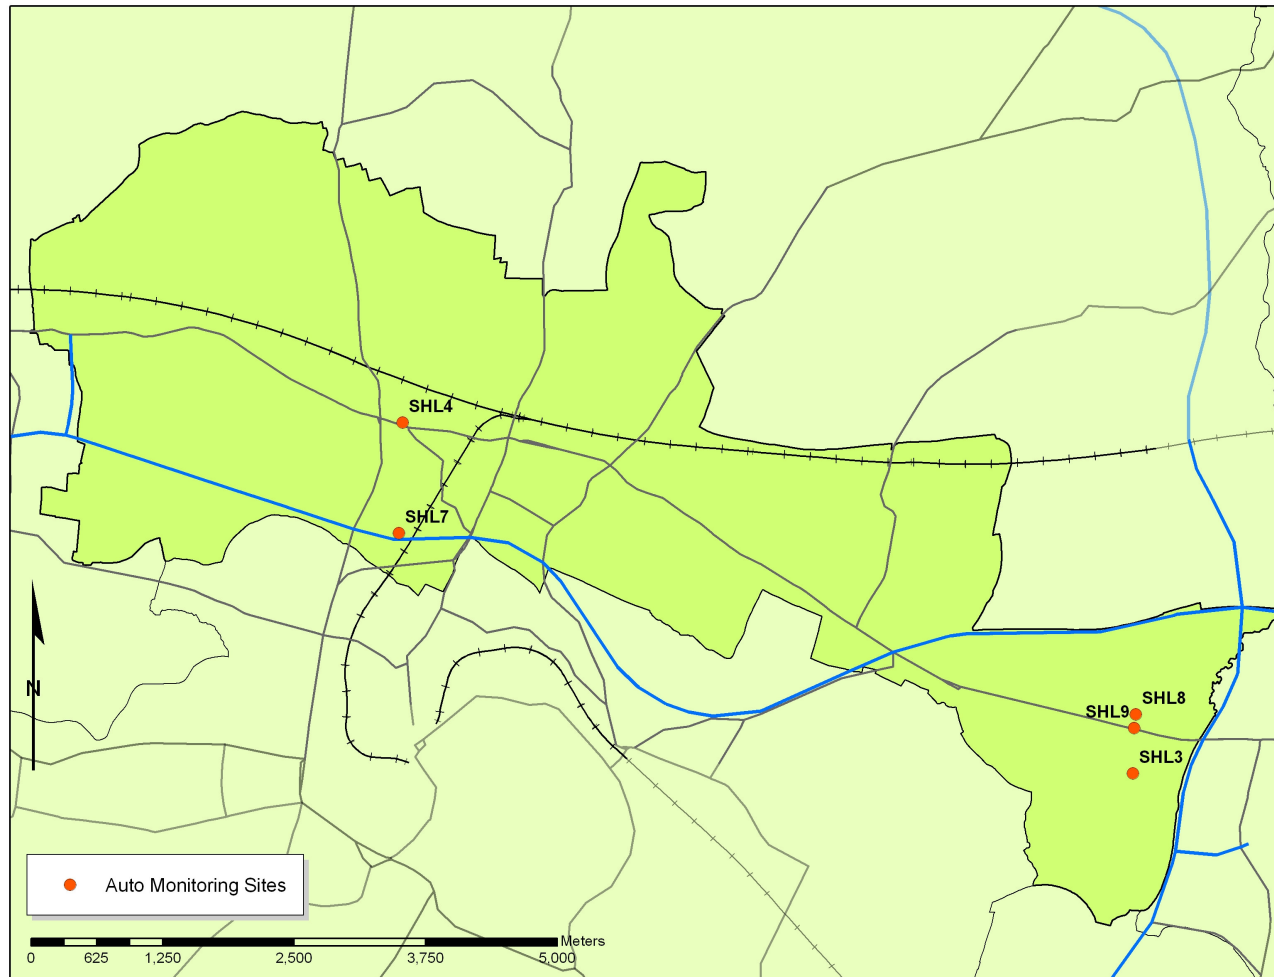 SHL4
SHL7
N
SHL8
SHL9
SHL3
Auto Monitoring Sites
Meters
0 625 1,250 2,500 3,750 5,000